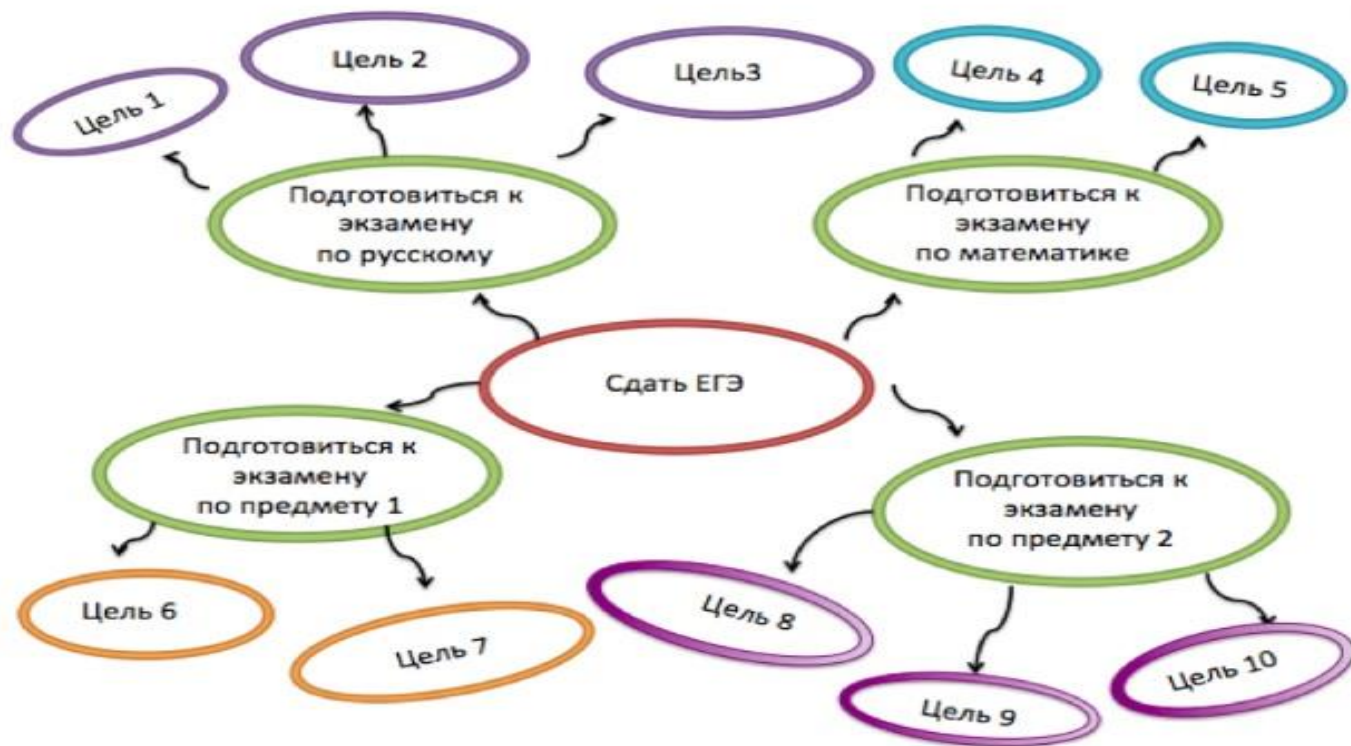 Цель 1
Цель 2
Цель3
Цель 4
Цель 5
Подготовиться к
экзамену
по русскому
Подготовиться к
экзамену
по математике
Сдать ЕГЭ
Подготовиться к
экзамену
по предмету 1
Подготовиться к
экзамену
по предмету 2
Цель 6
Цель 7
Цель 8
Цель 9
Цель 10